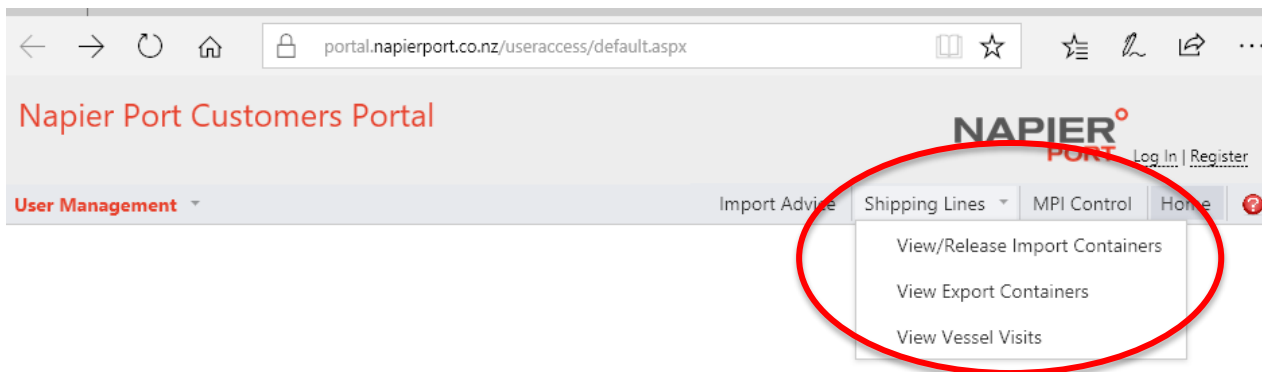 portal.napierport.co.nz/useraccess/default.aspx
Napier Port Customers Portal
NAPIER
PORT
Log In | Register
User Management
Import Advice
Shipping Lines
MPI Control
Home
View/Release Import Containers
View Export Containers
View Vessel Visits